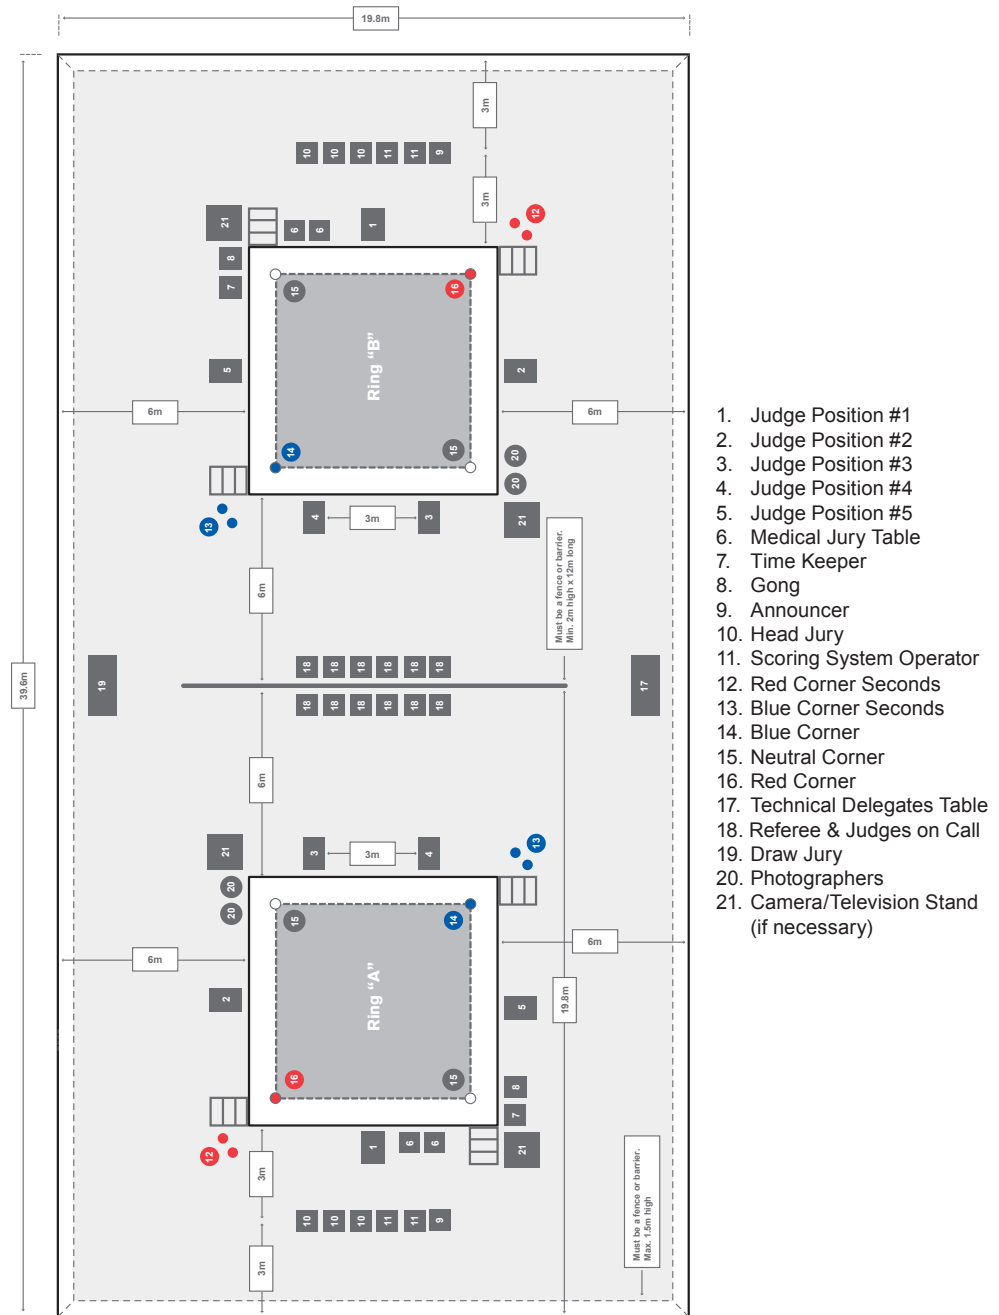 19.8m
3m
10 10 10 11 11 9
3m
21 6 6 1 12
8
7
15 16
Ring “B”
5 2
6m 6m
14 15 20
20
13 4 3m 3 21
Must be a fence or barrier.
Min. 2m high x 12m long
6m
18 18 18 18 18 18
39.6m 19 17
18 18 18 18 18 18
6m
21 3 3m 4 13
20
20 15 14
6m 6m
Ring “A”
2 5
19.8m
16 15 8
7
12 1 6 6 21
3m
Must be a fence or barrier.
Max. 1.5m high
10 10 10 11 11 9
3m
1. Judge Position #1
2. Judge Position #2
3. Judge Position #3
4. Judge Position #4
5. Judge Position #5
6. Medical Jury Table
7. Time Keeper
8. Gong
9. Announcer
10. Head Jury
11. Scoring System Operator
12. Red Corner Seconds
13. Blue Corner Seconds
14. Blue Corner
15. Neutral Corner
16. Red Corner
17. Technical Delegates Table
18. Referee & Judges on Call
19. Draw Jury
20. Photographers
21. Camera/Television Stand
(if necessary)